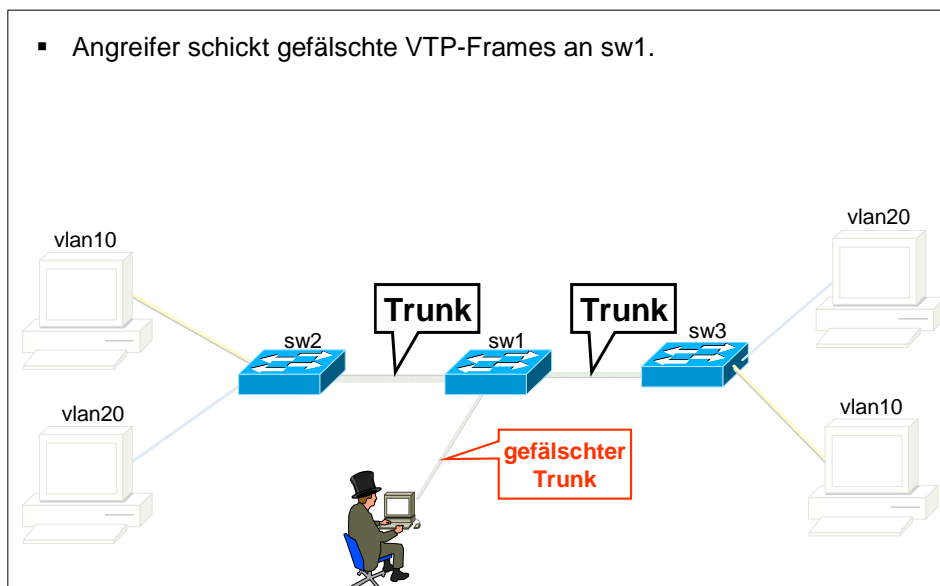 ▪ Angreifer schickt gefälschte VTP-Frames an sw1.
vlan20
vlan10
Trunk
Trunk
sw2
sw1
sw3
vlan20
vlan10
gefälschter
Trunk